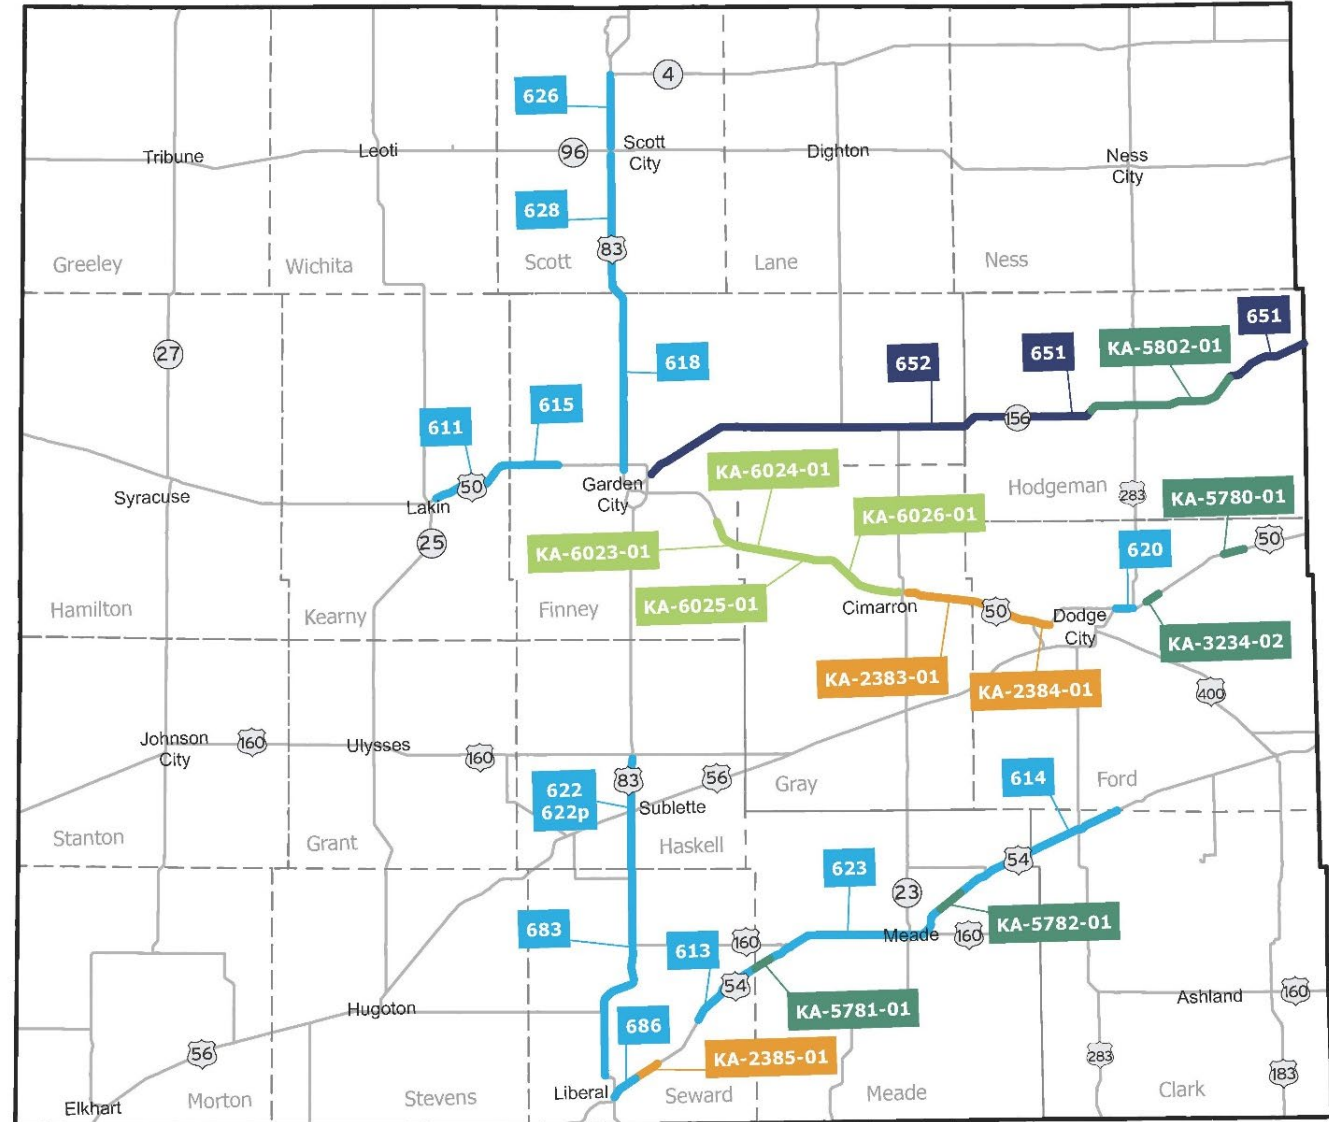 4
626
Scott
City
96
Tribune
Leoti
Dighton
Ness
City
628
83
Greeley
Wichita
Scott
Lane
Ness
651
27
618
652
651
KA-5802-01
615
611
156
50
Garden
City
KA-6024-01
Syracuse
Lakin
Hodgeman
283
KA-5780-01
KA-6026-01
25
KA-6023-01
620
50
Hamilton
Kearny
Finney
KA-6025-01
Cimarron
50
Dodge
City
KA-3234-02
KA-2383-01
KA-2384-01
400
Johnson
City
160
Ulysses
160
83
56
622
622p
Sublette
Gray
614
Ford
Stanton
Grant
Haskell
54
623
23
683
613
160
Meade
160
KA-5782-01
54
KA-5781-01
Hugoton
Ashland
160
686
56
KA-2385-01
283
183
Elkhart
Morton
Stevens
Liberal
Seward
Meade
Clark